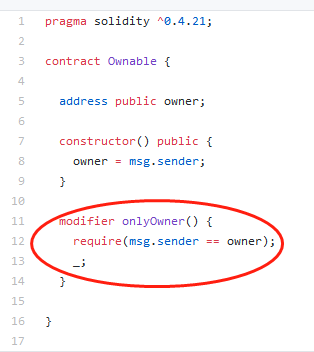 1 pragma solidity ^0.4.21;
2
3 contract Ownable {
4
5 address public owner;
6
7 constructor() public {
8 owner = msg.sender;
9 }
10
11 modifier onlyOwner() {
12 require(msg.sender == owner);
13 _;
14 }
15
16 }
17